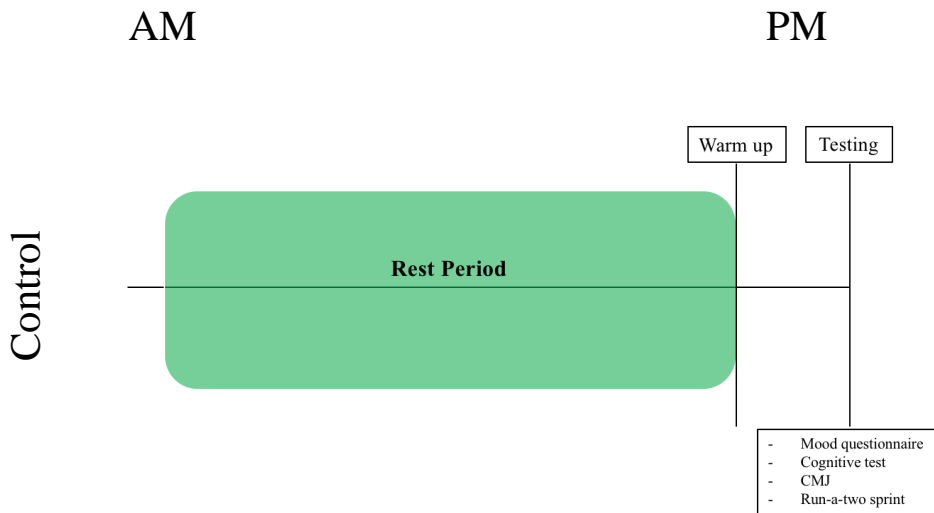 AM
PM
Warm up
Testing
Control
Rest Period
- Mood questionnaire
- Cognitive test
- CMJ
- Run-a-two sprint